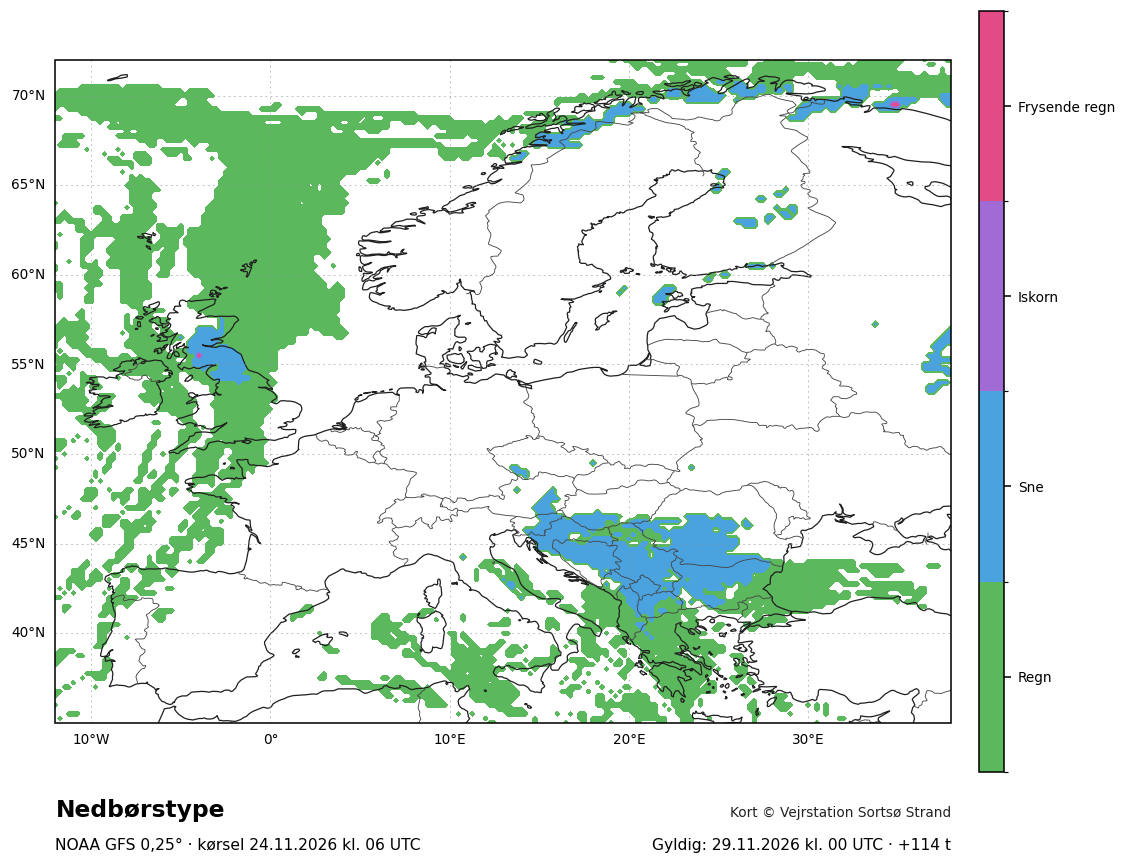 Frysende regn
Iskorn
Sne
Regn
70°N
65°N
60°N
55°N
50°N
45°N
40°N
10°W
0°
10°E
20°E
30°E
Nedbørstype
Kort © Vejrstation Sortsø Strand
NOAA GFS 0,25° · kørsel 24.11.2026 kl. 06 UTC
Gyldig: 29.11.2026 kl. 00 UTC · +114 t